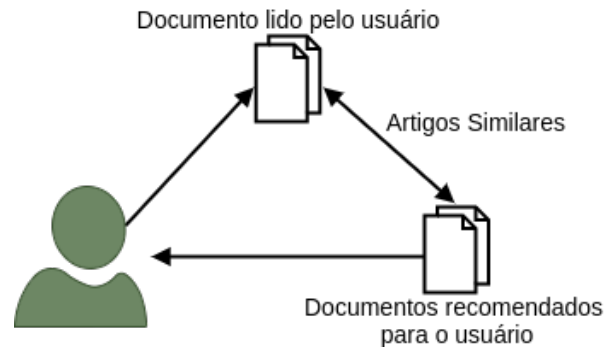 Documento lido pelo usuário
Artigos Similares
Documentos recomendados
para o usuário